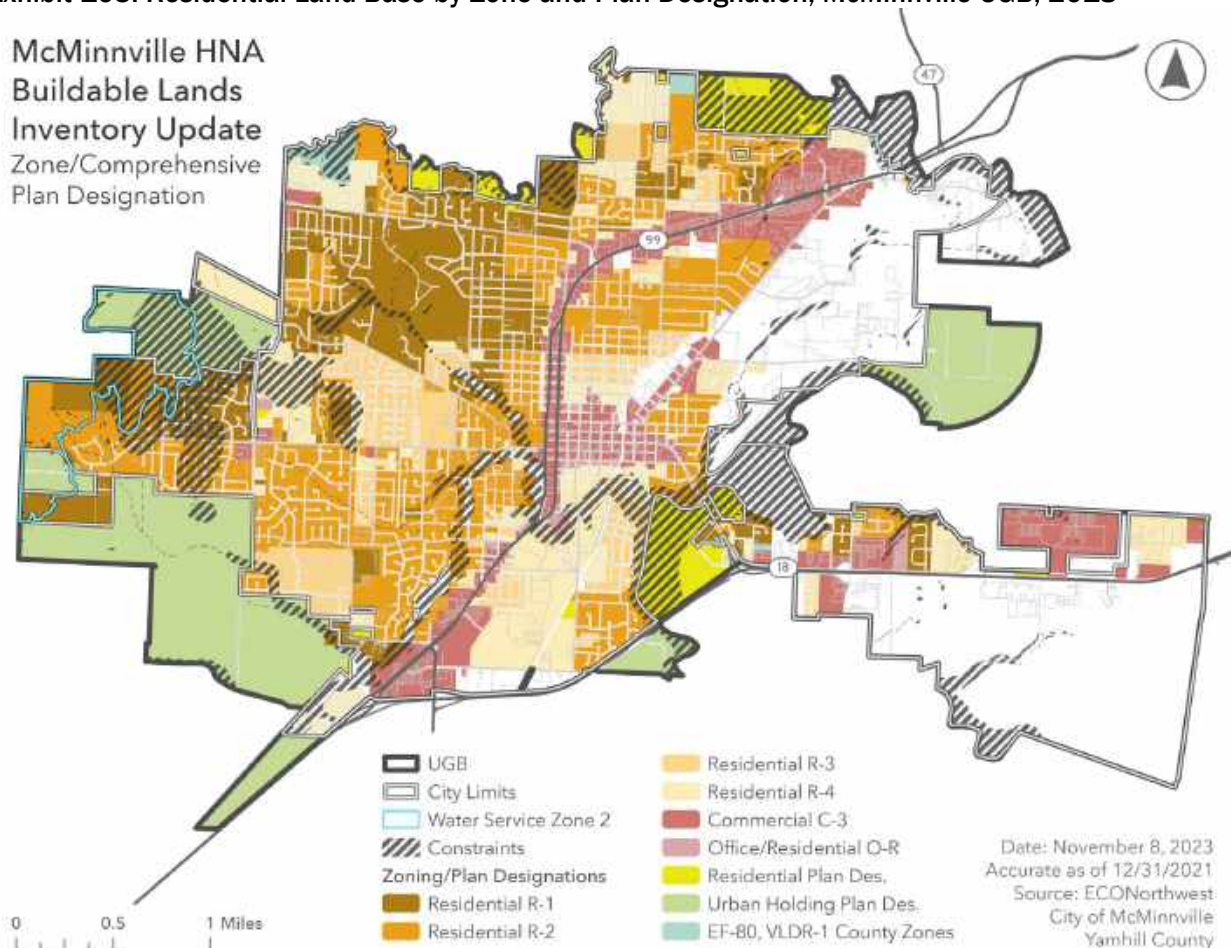 Residential Land Base by Zone and Plan Designation, McMinnville UGB,
McMinnville HNA
Buildable Lands
Inventory Update
Zone/Comprehensive
Plan Designation
47
99
18
UGB
City Limits
Water Service Zone 2
Constraints
Zoning/Plan Designations
Residential R-1
Residential R-2
Residential R-3
Residential R-4
Commercial C-3
Office/Residential O-R
Residential Plan Des.
Urban Holding Plan Des.
EF-80, VLDR-1 County Zones
Date: November 8, 2023
Accurate as of 12/31/2021
Source: ECONorthwest
City of McMinnville
Yamhill County
0 0.5 1 Miles